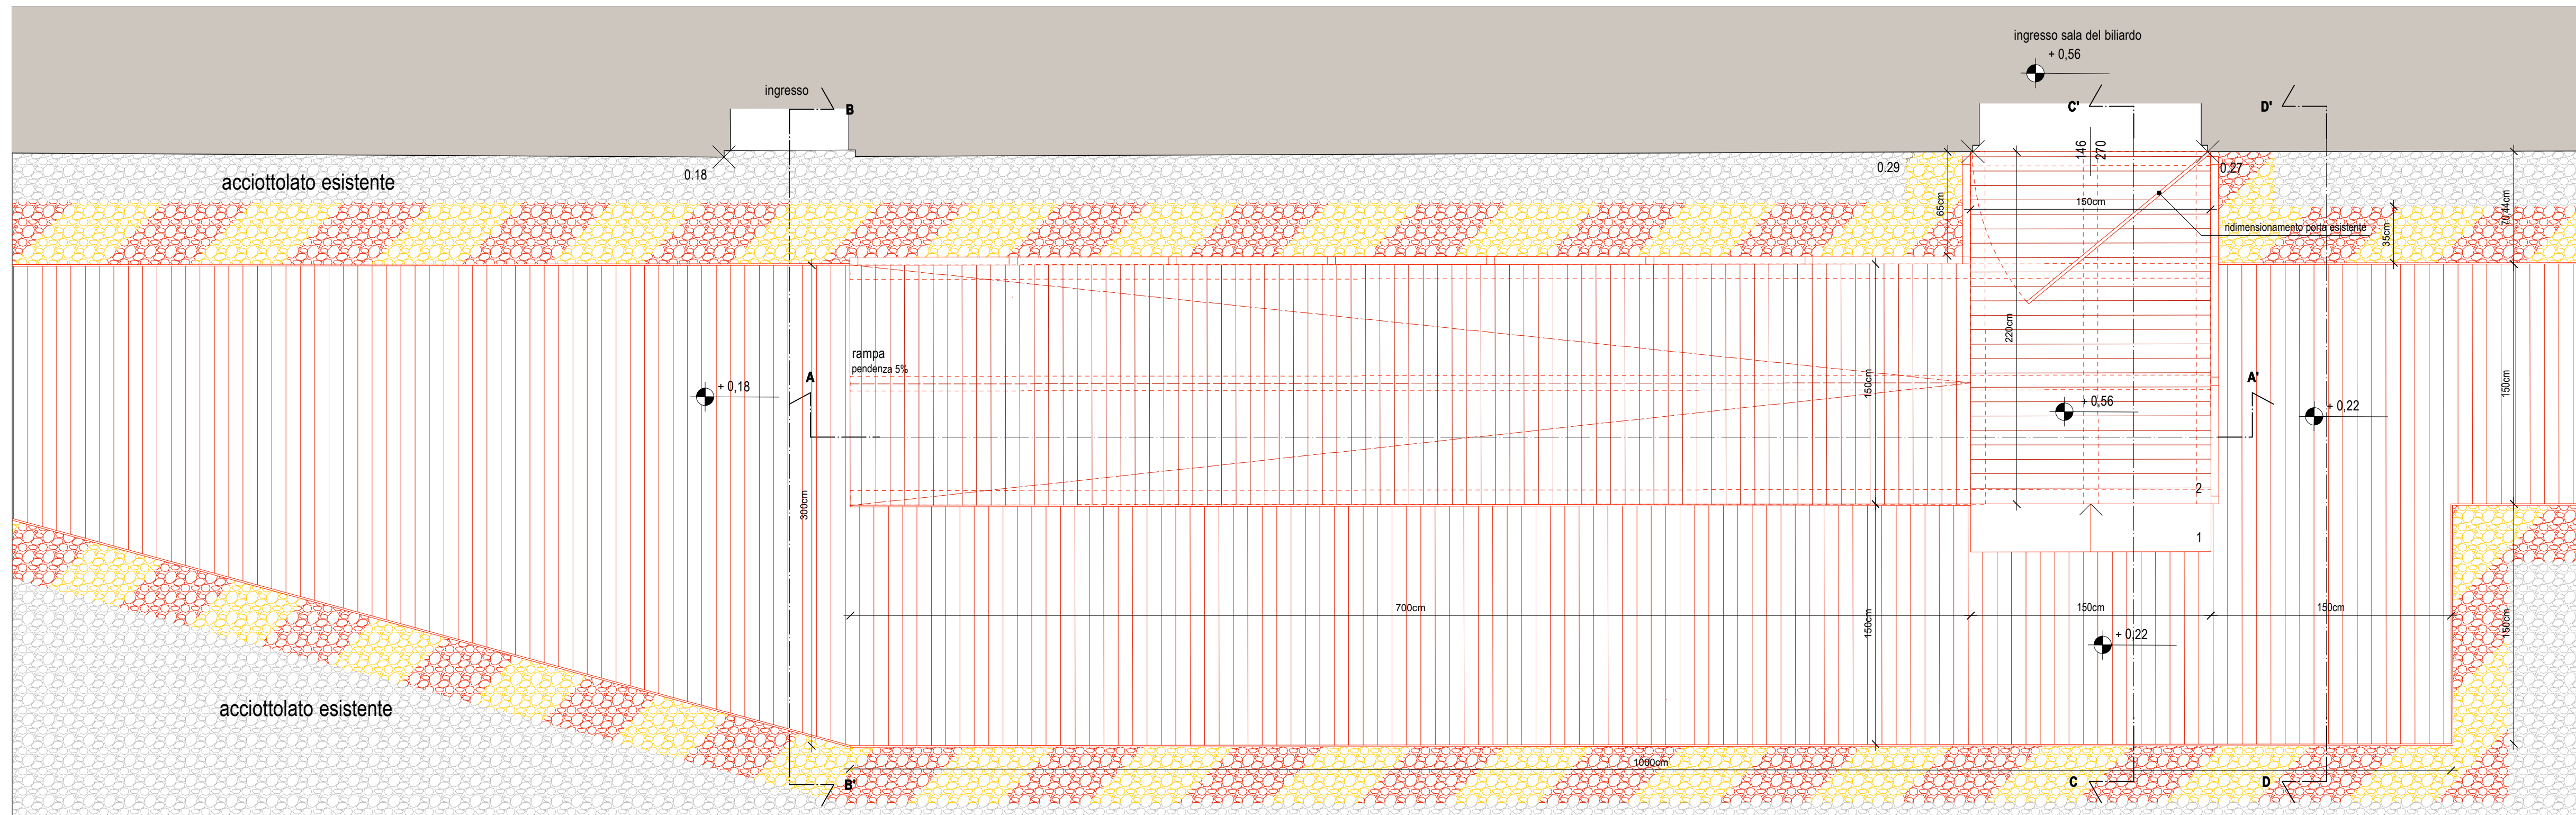 ingresso sala del biliardo
+ 0,56
ingresso
B
C'
D'
146
270
0.18
0.29
0.27
acciottolato esistente
65cm
150cm
70,44cm
35cm
ridimensionamento porta esistente
220cm
rampa
pendenza 5%
A
A'
+ 0,18
150cm
150cm
+ 0,56
+ 0,22
300cm
2
1
700cm
150cm
150cm
150cm
150cm
+ 0,22
acciottolato esistente
1000cm
B'
C
D